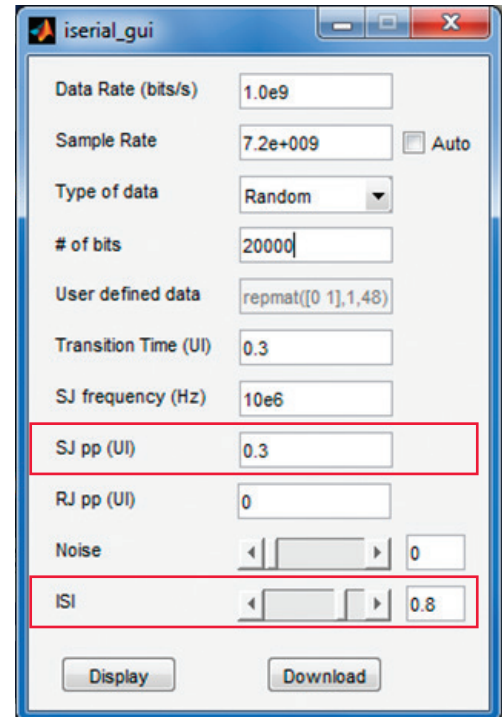 iserial_gui
Data Rate (bits/s) 1.0e9
Sample Rate 7.2e+009 Auto
Type of data Random
# of bits 20000
User defined data repmat([0 1],1,48)
Transition Time (UI) 0.3
SJ frequency (Hz) 10e6
SJ pp (UI) 0.3
RJ pp (UI) 0
Noise 0
ISI 0.8
Display Download